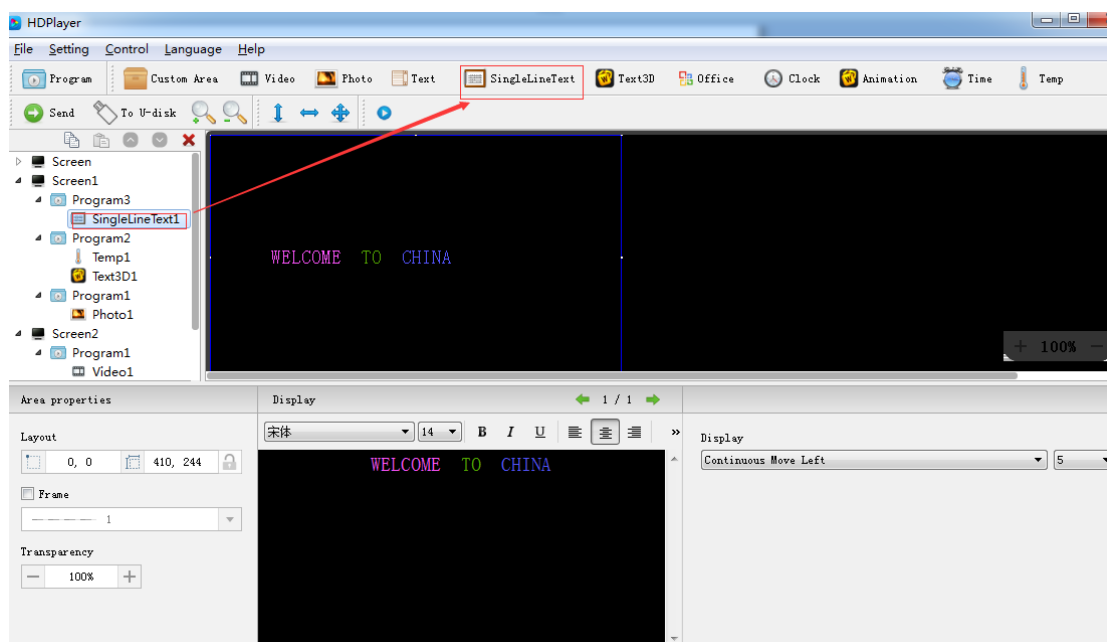 HDPlayer
File Setting Control Language Help
Program Custom Area Video Photo Text SingleLineText Text3D Office Clock Animation Time Temp
Send To U-disk
Screen
Screen1
Program3
SingleLineText1
Program2
Temp1
Text3D1
Program1
Photo1
Screen2
Program1
Video1
WELCOME TO CHINA
+ 100% −
Area properties
Layout
0, 0 410, 244
Frame
1
Transparency
− 100% +
Display 1 / 1
宋体 14 B I U »
WELCOME TO CHINA
Display
Continuous Move Left 5